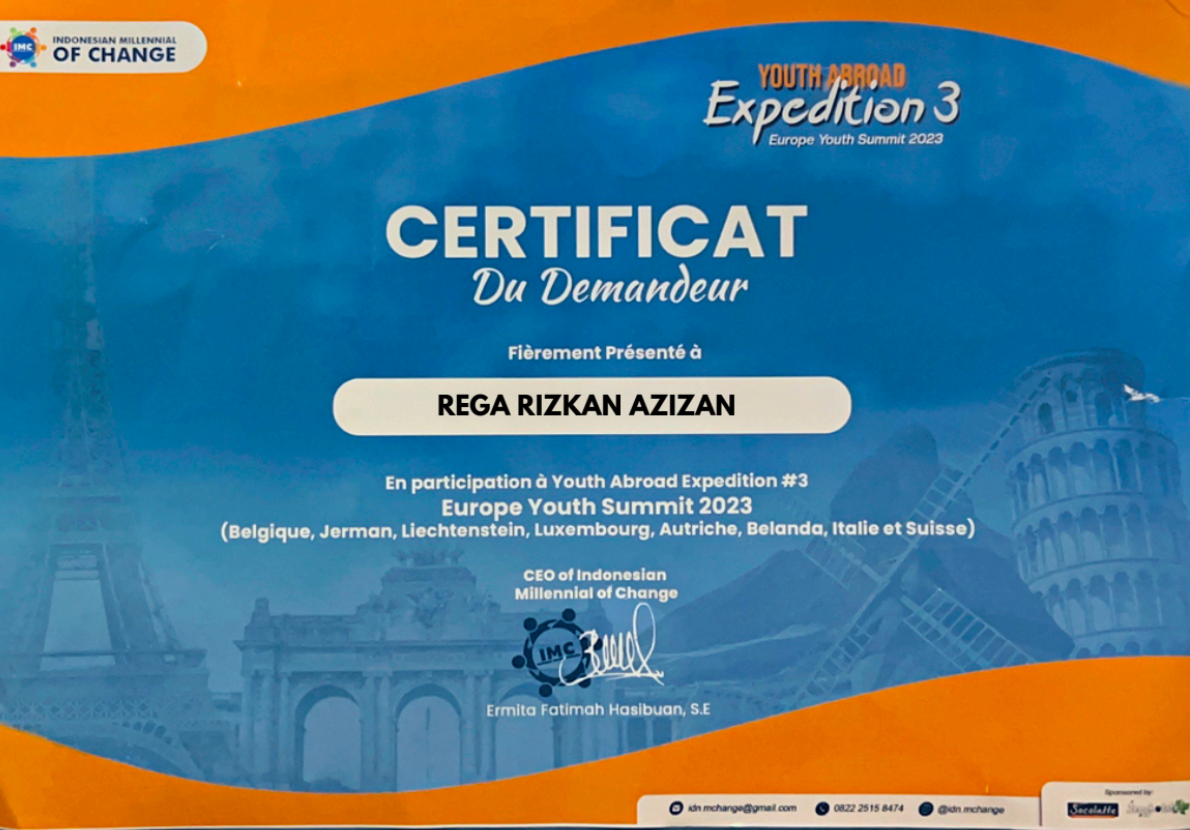 IMC
INDONESIAN MILLENNIAL
OF CHANGE
YOUTH ABROAD
Expedition 3
Europe Youth Summit 2023
CERTIFICAT
Du Demandeur
Fièrement Présenté à
REGA RIZKAN AZIZAN
En participation à Youth Abroad Expedition #3
Europe Youth Summit 2023
(Belgique, Jerman, Liechtenstein, Luxembourg, Autriche, Belanda, Italie et Suisse)
CEO of Indonesian
Millennial of Change
IMC
Ermita Fatimah Hasibuan, S.E
idn.mchange@gmail.com 0822 2515 8474 @idn.mchange
Sponsored by:
Socolatte